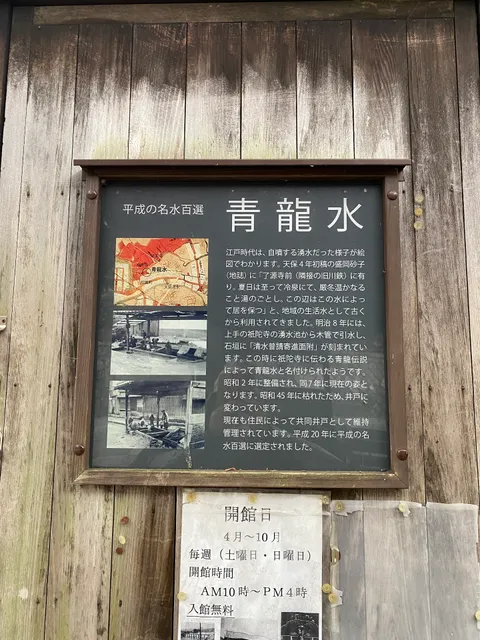 平成の名水百選
青龍水
青龍水
江戸時代は、自噴する湧水だった様子が絵
図でわかります。天保4年初稿の盛岡砂子
(地誌)に「了源寺前(隣接の旧川鉄)に有
り、夏日は至って冷泉にて、厳冬温かなる
こと湯のごとし。この辺はこの水によっ
て居を保つ」と、地域の生活水として古く
から利用されてきました。明治8年には、
上手の祇陀寺の湧水池から木管で引水し、
石垣に「清水普請寄進面附」が刻まれていま
す。この時に祇陀寺に伝わる青龍伝説
によって青龍水と名付けられたようです。
昭和2年に整備され、同7年に現在の姿と
なります。昭和45年に枯れたため、井戸に
変わっています。
現在も住民によって共同井戸として維持
管理されています。平成20年に平成の名
水百選に選定されました。
開館日
4月〜10月
毎週(土曜日・日曜日)
開館時間
AM10時〜PM4時
入館無料